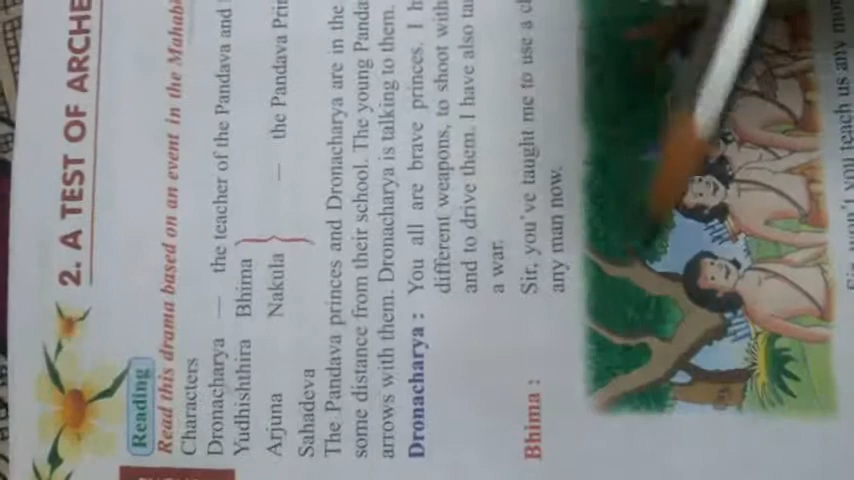 2. A TEST OF ARCHE
Reading
Read this drama based on an event in the Mahab
Characters
Dronacharya — the teacher of the Pandava and
Yudhishthira Bhima
Arjuna Nakula — the Pandava Prin
Sahadeva
The Pandava princes and Dronacharya are in the
some distance from their school. The young Panda
arrows with them. Dronacharya is talking to them.
Dronacharya : You all are brave princes. I h
different weapons, to shoot with
and to drive them. I have also ta
a war.
Bhima : Sir, you've taught me to use a
any man now.
won't you teach us any mor